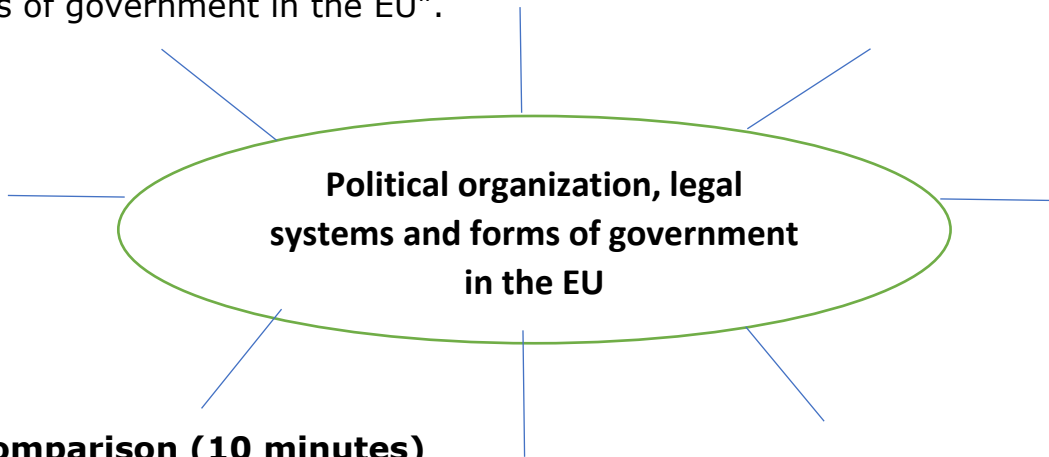 s of government in the EU".
Political organization, legal
systems and forms of government
in the EU
omparison (10 minutes)